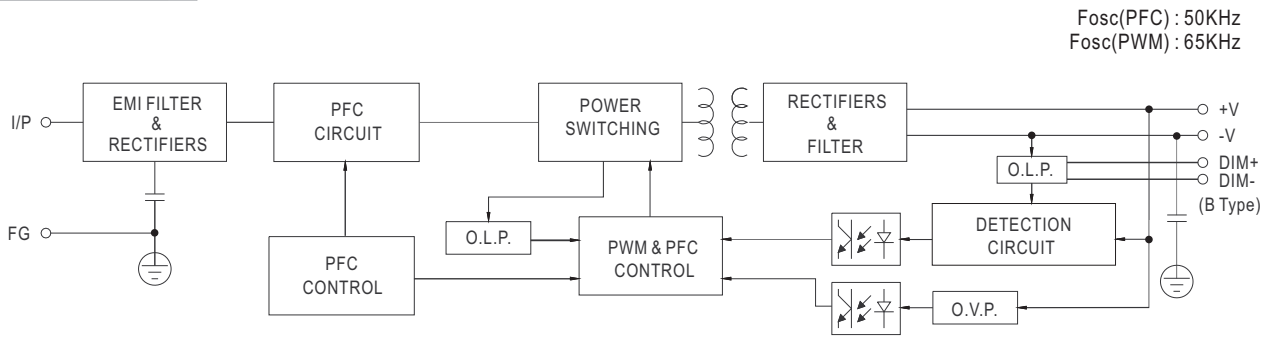 Fosc(PFC) : 50KHz
Fosc(PWM) : 65KHz
I/P
EMI FILTER
&
RECTIFIERS
PFC
CIRCUIT
POWER
SWITCHING
RECTIFIERS
&
FILTER
+V
-V
DIM+
DIM-
(B Type)
O.L.P.
FG
O.L.P.
PFC
CONTROL
PWM & PFC
CONTROL
DETECTION
CIRCUIT
O.V.P.